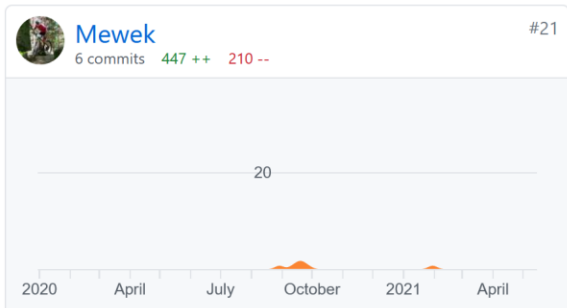 Mewek
#21
6 commits 447 ++ 210 --
20
2020 April July October 2021 April